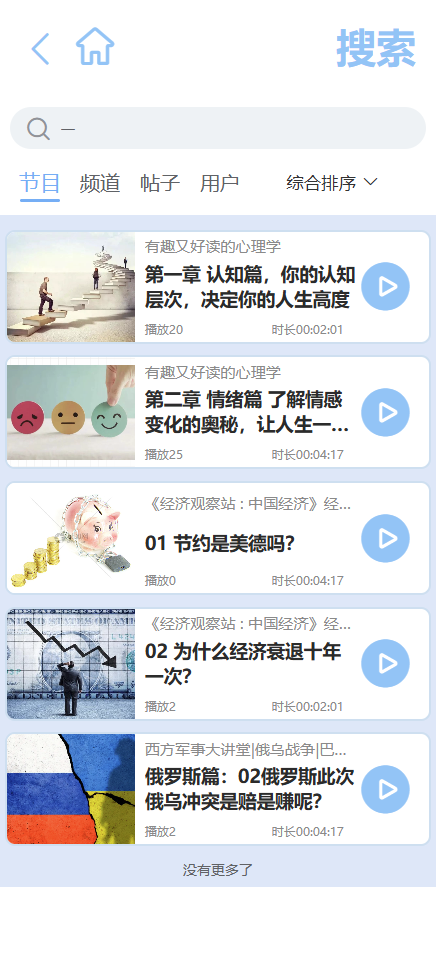 搜索
一
节目 频道 帖子 用户 综合排序
有趣又好读的心理学
第一章 认知篇，你的认知
层次，决定你的人生高度
播放20 时长00:02:01
有趣又好读的心理学
第二章 情绪篇 了解情感
变化的奥秘，让人生一...
播放25 时长00:04:17
《经济观察站 : 中国经济》经...
01 节约是美德吗？
播放0 时长00:04:17
《经济观察站 : 中国经济》经...
02 为什么经济衰退十年
一次？
播放2 时长00:02:01
西方军事大讲堂|俄乌战争|巴...
俄罗斯篇：02俄罗斯此次
俄乌冲突是赔是赚呢？
播放2 时长00:04:17
没有更多了